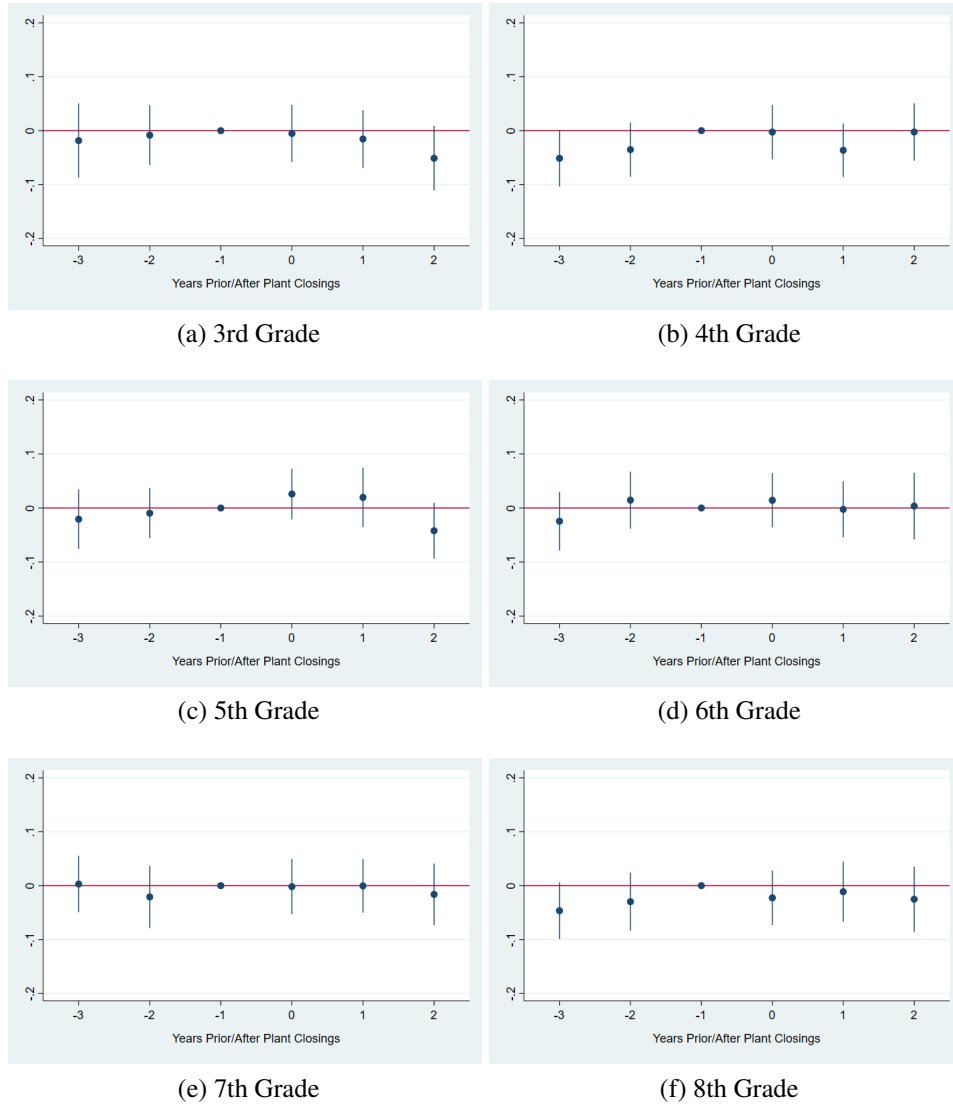 .2
.1
0
-.1
-.2
-3 -2 -1 0 1 2
Years Prior/After Plant Closings
(a) 3rd Grade
.2
.1
0
-.1
-.2
-3 -2 -1 0 1 2
Years Prior/After Plant Closings
(b) 4th Grade
.2
.1
0
-.1
-.2
-3 -2 -1 0 1 2
Years Prior/After Plant Closings
(c) 5th Grade
.2
.1
0
-.1
-.2
-3 -2 -1 0 1 2
Years Prior/After Plant Closings
(d) 6th Grade
.2
.1
0
-.1
-.2
-3 -2 -1 0 1 2
Years Prior/After Plant Closings
(e) 7th Grade
.2
.1
0
-.1
-.2
-3 -2 -1 0 1 2
Years Prior/After Plant Closings
(f) 8th Grade